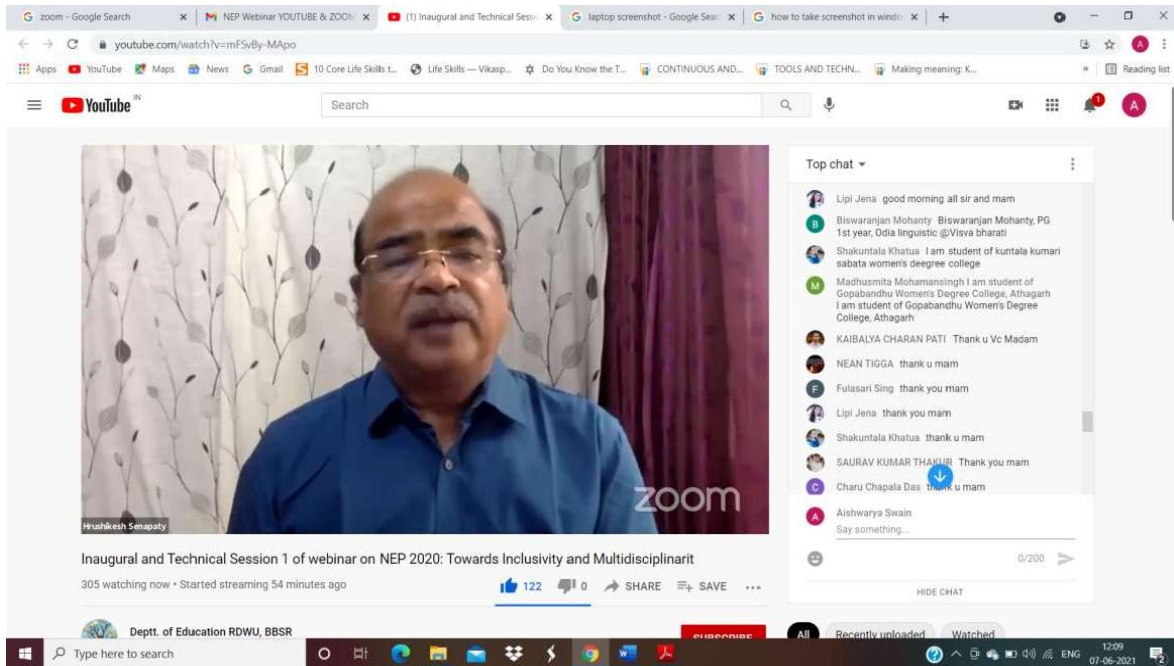 zoom - Google Search
NEP Webinar YOUTUBE & ZOOM
(1) Inaugural and Technical Sessi
laptop screenshot - Google Sear
how to take screenshot in windo
youtube.com/watch?v=mFSvBy-MApo
Apps YouTube Maps News Gmail 10 Core Life Skills t... Life Skills — Vikasp... Do You Know the T... CONTINUOUS AND... TOOLS AND TECHN... Making meaning: K... » Reading list
YouTube IN
Search
1
A
Hrushikesh Senapaty
zoom
Inaugural and Technical Session 1 of webinar on NEP 2020: Towards Inclusivity and Multidisciplinarit
305 watching now • Started streaming 54 minutes ago
122 0 SHARE SAVE ...
Deptt. of Education RDWU, BBSR
SUBSCRIBE
Top chat
Lipi Jena good morning all sir and mam
B Biswaranjan Mohanty Biswaranjan Mohanty, PG
1st year, Odia linguistic @Visva bharati
Shakuntala Khatua I am student of kuntala kumari
sabata women's deegree college
M Madhusmita Mohamansingh I am student of
Gopabandhu Women's Degree College, Athagarh
I am student of Gopabandhu Women's Degree
College, Athagarh
KAIBALYA CHARAN PATI Thank u Vc Madam
NEAN TIGGA thank u mam
F Fulasari Sing thank you mam
Lipi Jena thank you mam
Shakuntala Khatua thank u mam
SAURAV KUMAR THAKUR Thank you mam
C Charu Chapala Das thank u mam
A Aishwarya Swain
Say something...
0/200
HIDE CHAT
All Recently uploaded Watched
Type here to search
ENG
12:09
07-06-2021